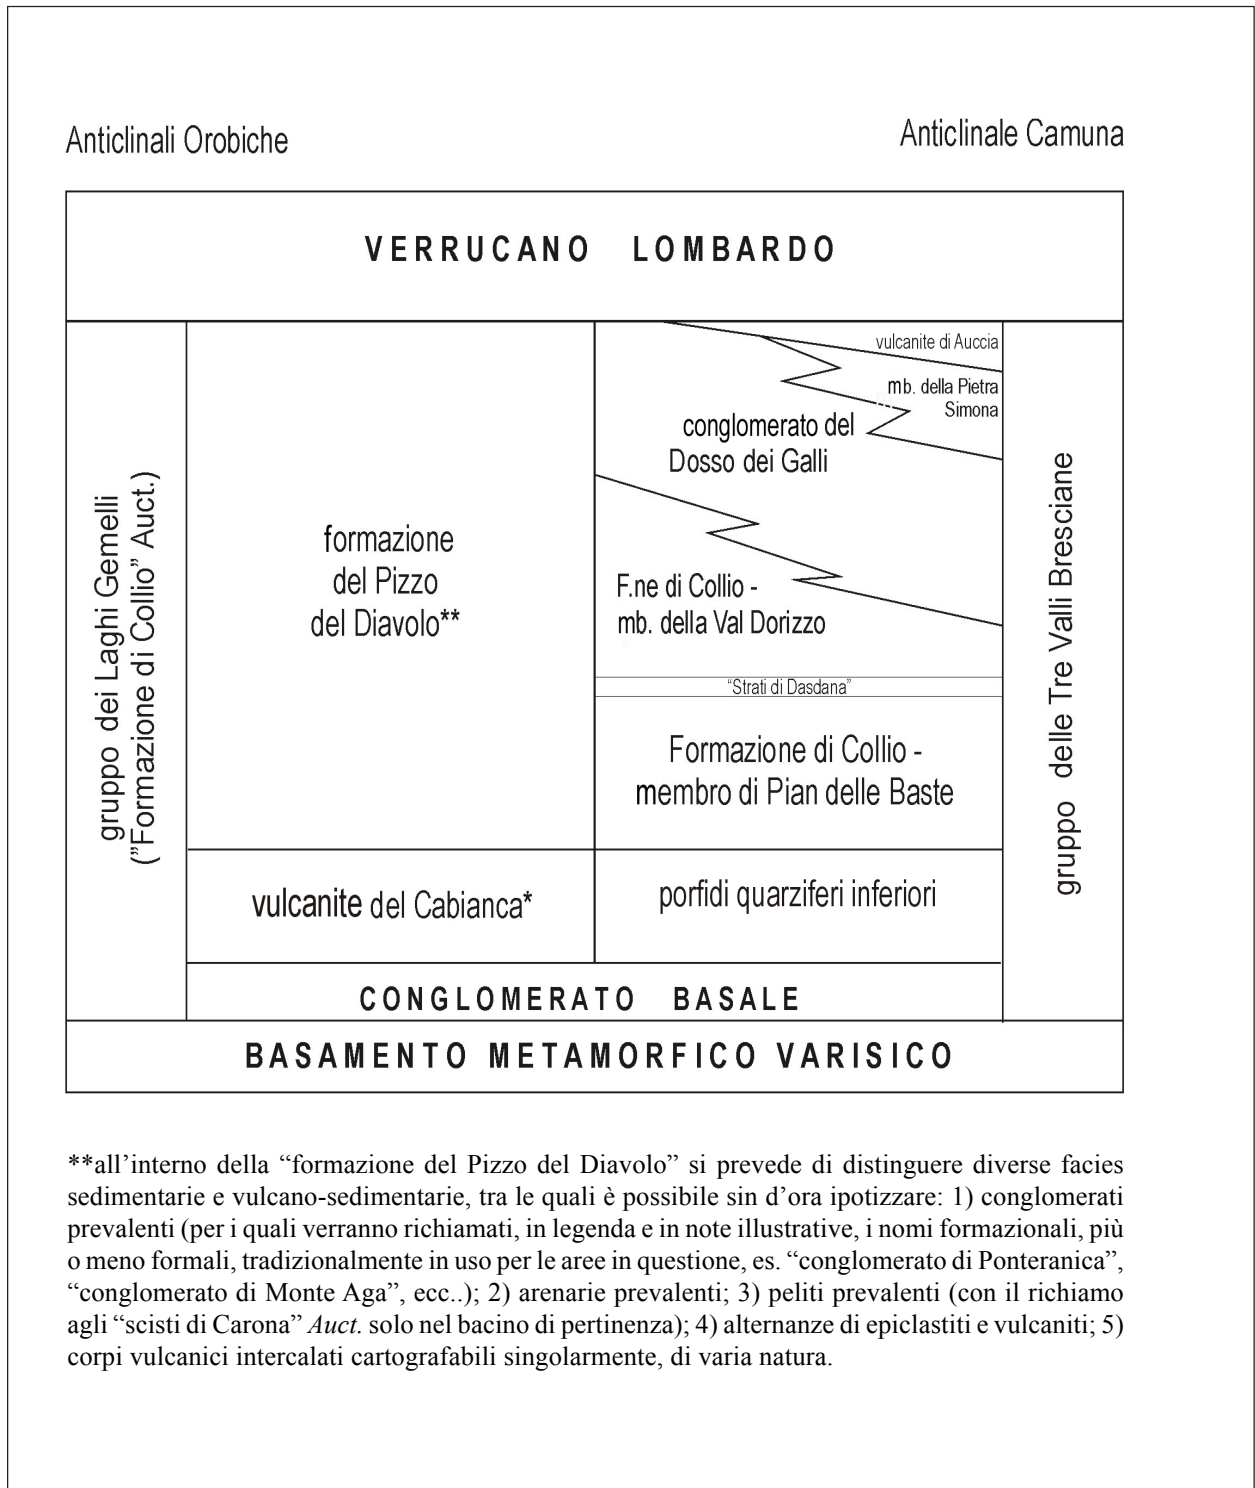 Anticlinali Orobiche
Anticlinale Camuna
VERRUCANO LOMBARDO
gruppo dei Laghi Gemelli
("Formazione di Collio" Auct.)
formazione
del Pizzo
del Diavolo**
vulcanite del Cabianca*
vulcanite di Auccia
mb. della Pietra
Simona
conglomerato del
Dosso dei Galli
F.ne di Collio -
mb. della Val Dorizzo
"Strati di Dasdana"
Formazione di Collio -
membro di Pian delle Baste
porfidi quarziferi inferiori
gruppo delle Tre Valli Bresciane
CONGLOMERATO BASALE
BASAMENTO METAMORFICO VARISICO
**all'interno della “formazione del Pizzo del Diavolo” si prevede di distinguere diverse facies
sedimentarie e vulcano-sedimentarie, tra le quali è possibile sin d'ora ipotizzare: 1) conglomerati
prevalenti (per i quali verranno richiamati, in legenda e in note illustrative, i nomi formazionali, più
o meno formali, tradizionalmente in uso per le aree in questione, es. “conglomerato di Ponteranica”,
“conglomerato di Monte Aga”, ecc..); 2) arenarie prevalenti; 3) peliti prevalenti (con il richiamo
agli “scisti di Carona” Auct. solo nel bacino di pertinenza); 4) alternanze di epiclastiti e vulcaniti; 5)
corpi vulcanici intercalati cartografabili singolarmente, di varia natura.